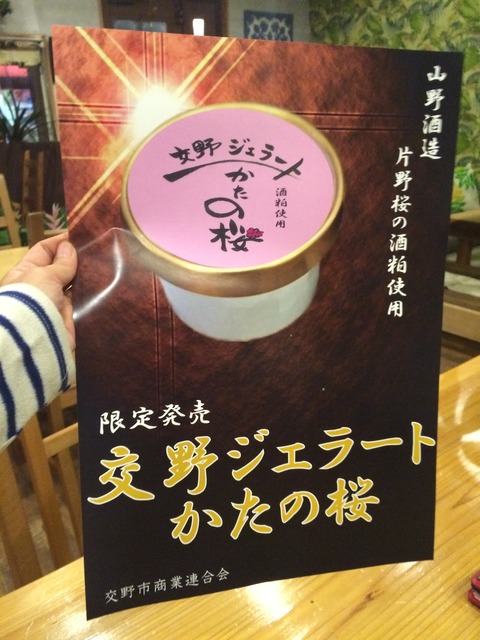 山野酒造
片野桜の酒粕使用
交野ジェラート
かたの桜
酒粕使用
限定発売
交野ジェラート
かたの桜
交野市商業連合会